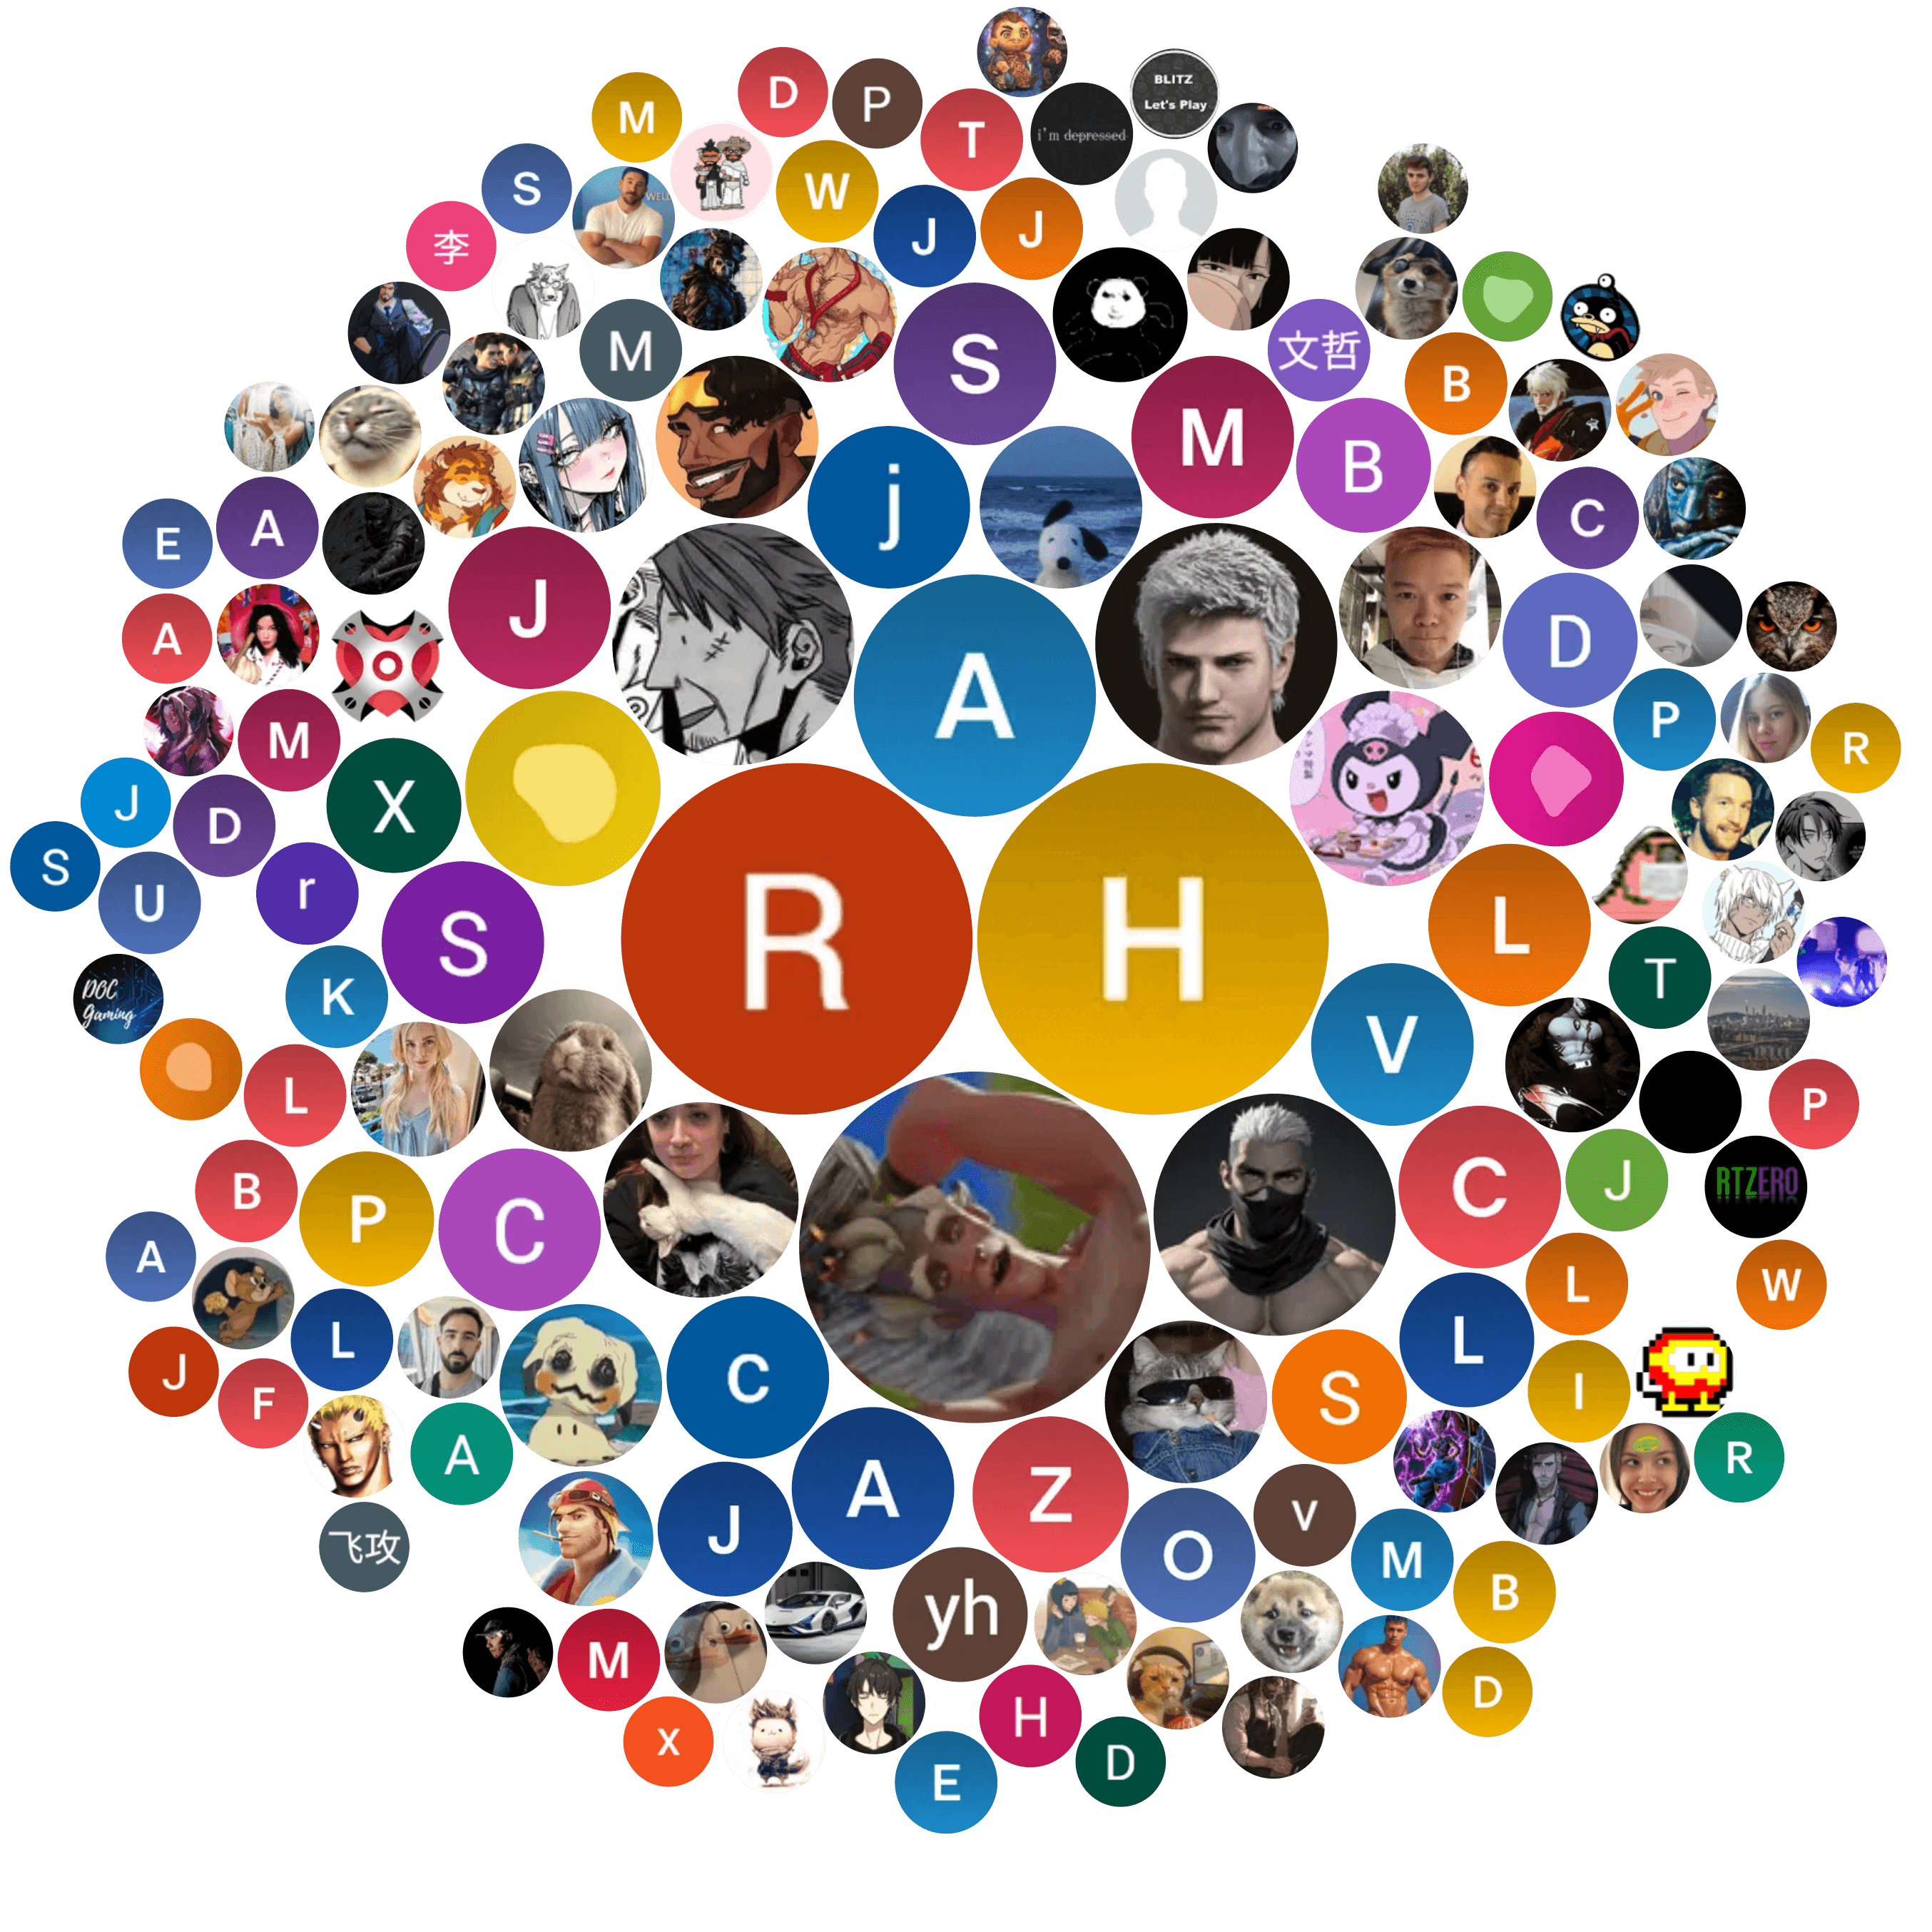 D
P
BLITZ
Let's Play
M
T
i'm depressed
S
W
J
J
李
M
S
文哲
B
M
B
j
C
E
A
J
A
D
A
M
P
R
X
J
D
S
U
r
S
R
H
L
T
K
V
DOC
Gaming
L
P
B
P
C
C
J
RTZERO
A
L
W
J
F
L
C
S
L
I
A
A
Z
R
飞攻
J
O
v
M
B
yh
M
H
D
X
E
D